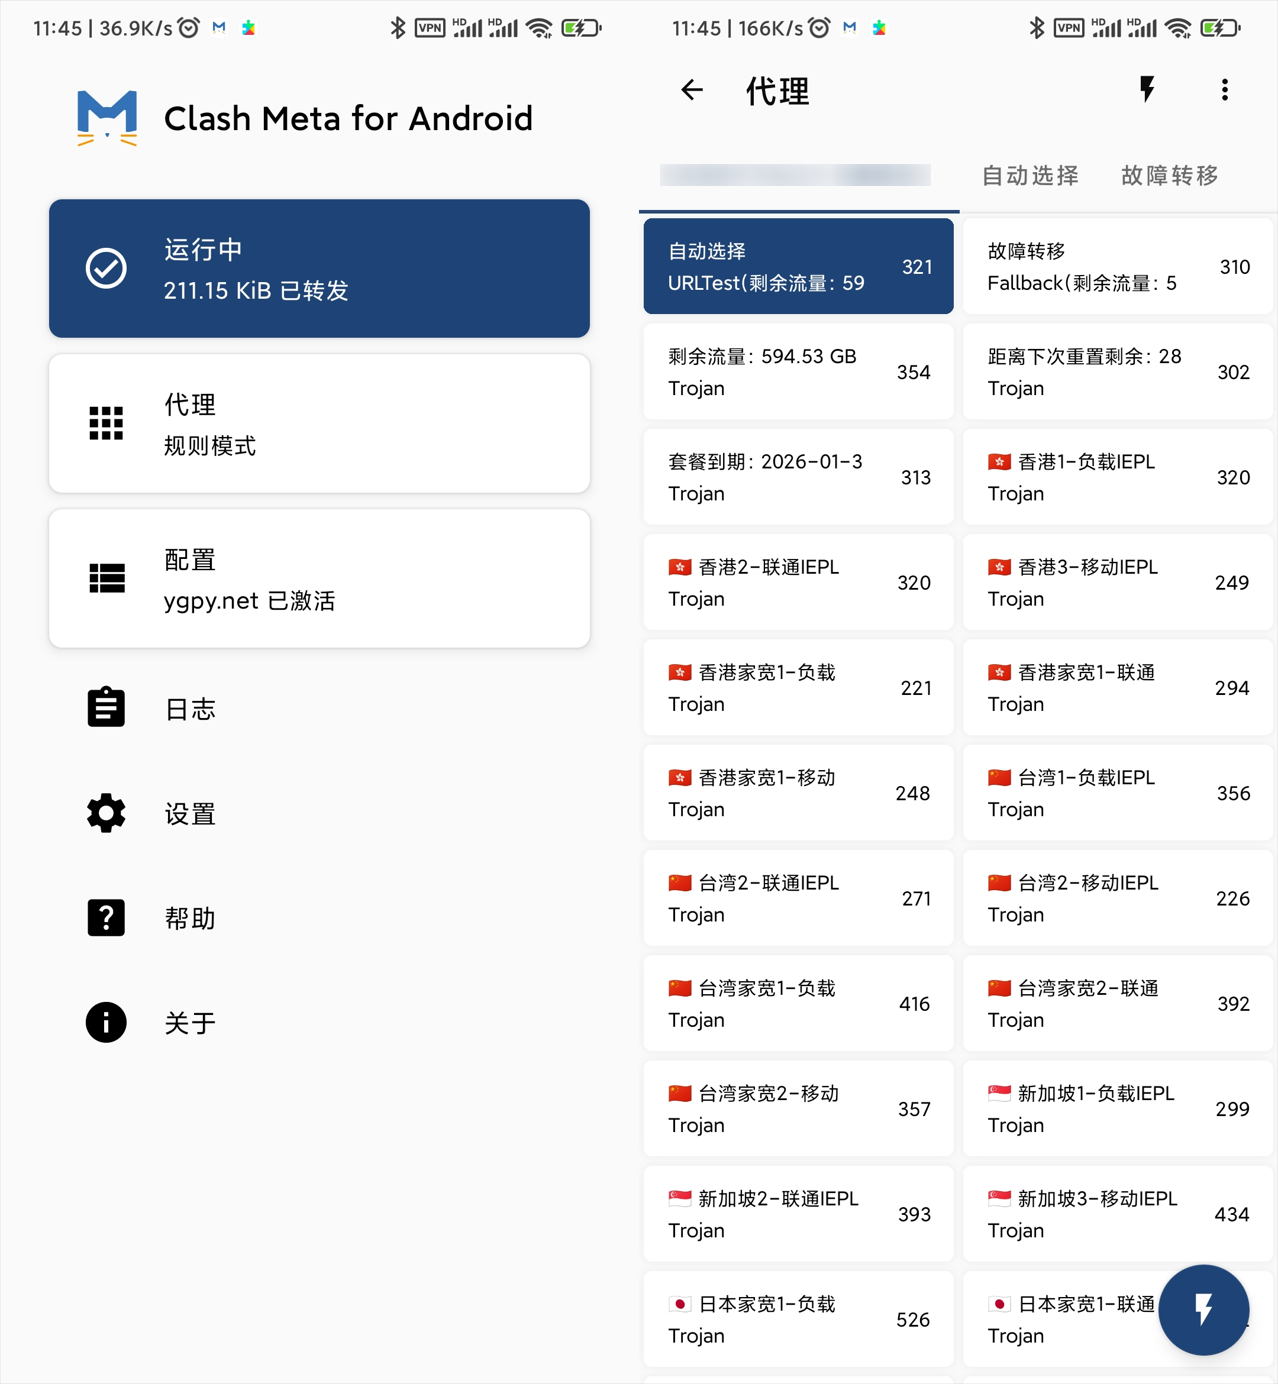 11:45 | 36.9K/s
VPN HD HD
Clash Meta for Android
运行中
211.15 KiB 已转发
代理
规则模式
配置
ygpy.net 已激活
日志
设置
帮助
关于
11:45 | 166K/s
VPN HD HD
代理
自动选择 故障转移
自动选择
URLTest(剩余流量：59
321
故障转移
Fallback(剩余流量：5
310
剩余流量：594.53 GB
Trojan
354
距离下次重置剩余：28
Trojan
302
套餐到期：2026-01-3
Trojan
313
香港1-负载IEPL
Trojan
320
香港2-联通IEPL
Trojan
320
香港3-移动IEPL
Trojan
249
香港家宽1-负载
Trojan
221
香港家宽1-联通
Trojan
294
香港家宽1-移动
Trojan
248
台湾1-负载IEPL
Trojan
356
台湾2-联通IEPL
Trojan
271
台湾2-移动IEPL
Trojan
226
台湾家宽1-负载
Trojan
416
台湾家宽2-联通
Trojan
392
台湾家宽2-移动
Trojan
357
新加坡1-负载IEPL
Trojan
299
新加坡2-联通IEPL
Trojan
393
新加坡3-移动IEPL
Trojan
434
日本家宽1-负载
Trojan
526
日本家宽1-联通
Trojan